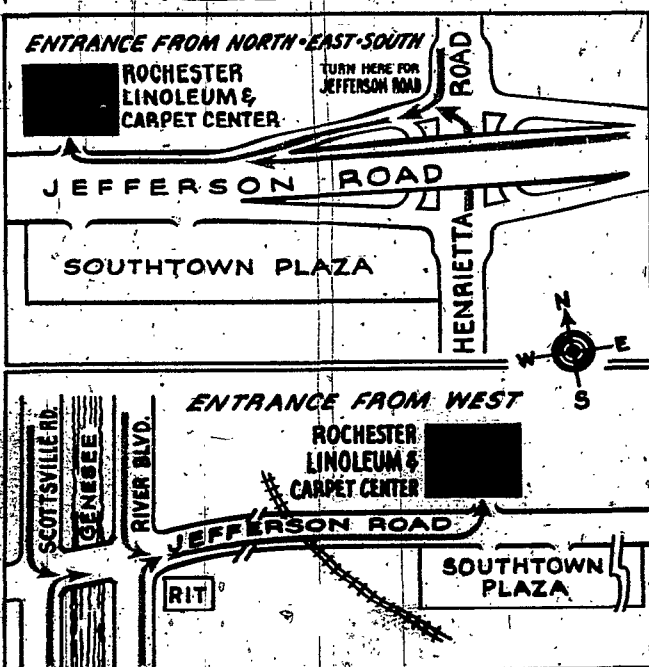 ENTRANCE FROM NORTH•EAST•SOUTH
ROCHESTER
LINOLEUM &
CARPET CENTER
TURN HERE FOR
JEFFERSON ROAD
ROAD
JEFFERSON ROAD
SOUTHTOWN PLAZA
HENRIETTA
N
W E
S
ENTRANCE FROM WEST
ROCHESTER
LINOLEUM &
CARPET CENTER
SCOTTSVILLE RD.
GENESEE
RIVER BLVD.
JEFFERSON ROAD
RIT
SOUTHTOWN
PLAZA